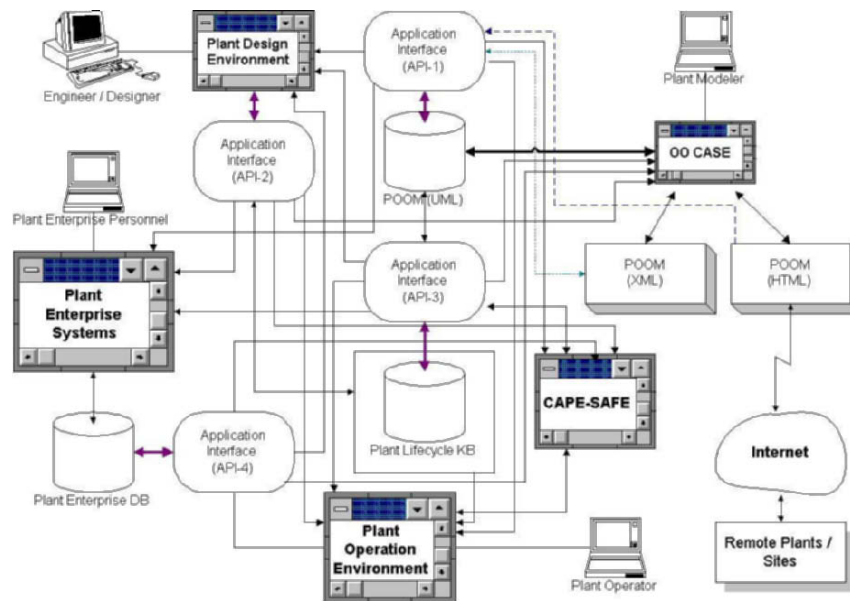 Plant Design
Environment
Engineer / Designer
Application
Interface
(API-1)
Plant Modeler
OO CASE
Application
Interface
(API-2)
POOM (UML)
Plant Enterprise Personnel
Plant
Enterprise
Systems
Application
Interface
(API-3)
POOM
(XML)
POOM
(HTML)
CAPE-SAFE
Plant Lifecycle KB
Application
Interface
(API-4)
Plant Enterprise DB
Internet
Plant
Operation
Environment
Plant Operator
Remote Plants /
Sites